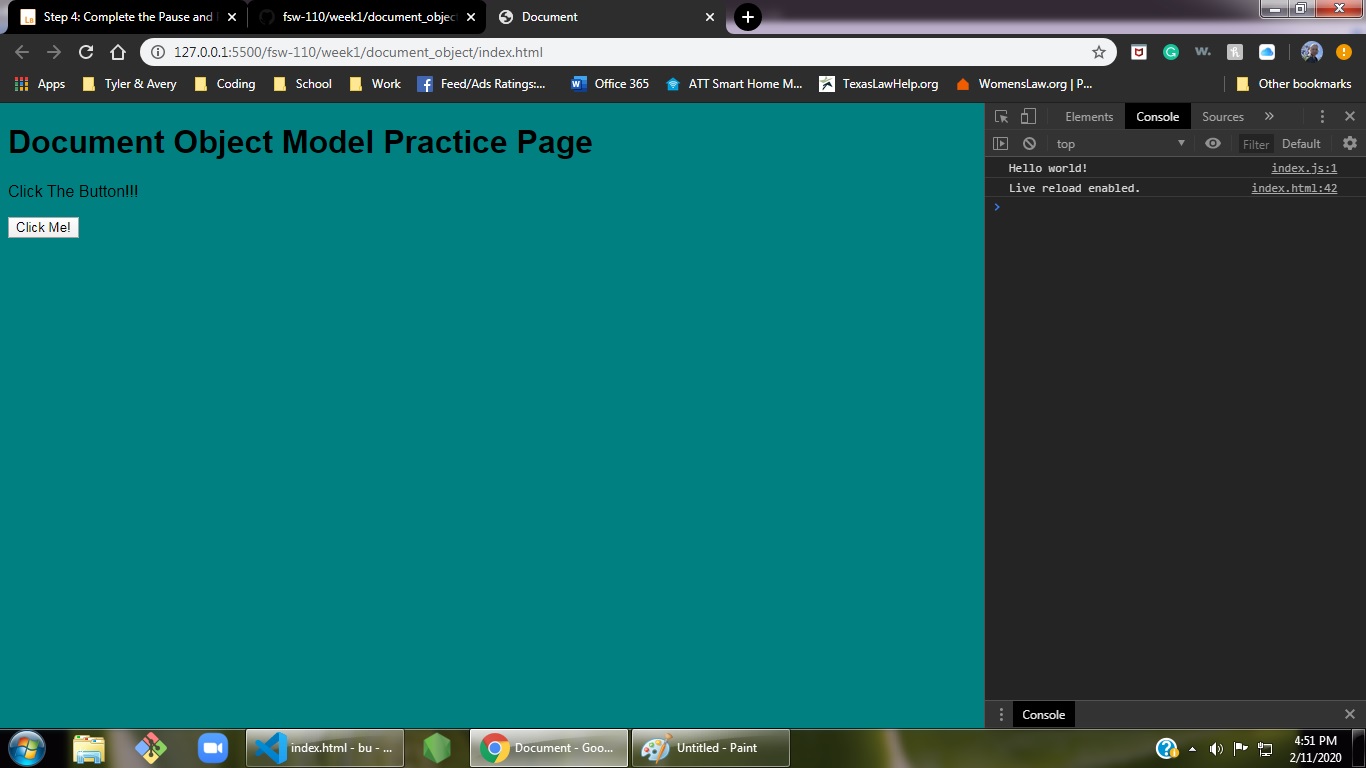 Step 4: Complete the Pause and
fsw-110/week1/document_object
Document
127.0.0.1:5500/fsw-110/week1/document_object/index.html
Apps Tyler & Avery Coding School Work Feed/Ads Ratings:... Office 365 ATT Smart Home M... TexasLawHelp.org WomensLaw.org | P... Other bookmarks
Document Object Model Practice Page
Click The Button!!!
Click Me!
Elements Console Sources »
top Filter Default
Hello world! index.js:1
Live reload enabled. index.html:42
Console
index.html - bu - ... Document - Goo... Untitled - Paint
4:51 PM
2/11/2020